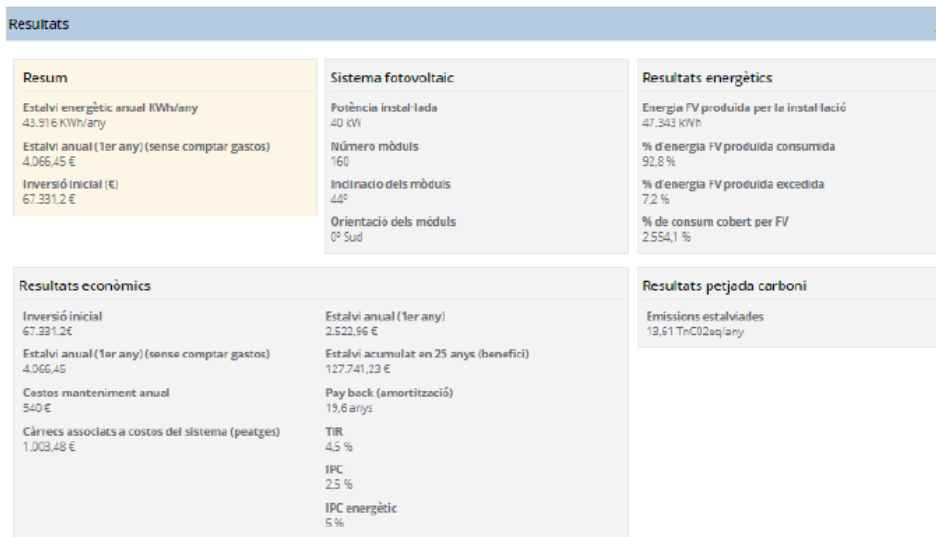 Resultats
Resum
Estalvi energètic anual KWh/any
43.916 KWh/any
Estalvi anual (1er any) (sense comptar gastos)
4.066,45 €
Inversió inicial (€)
67.331,2 €
Sistema fotovoltaic
Potència instal·lada
40 kW
Número mòduls
160
Inclinacio dels mòduls
44º
Orientació dels mòduls
0º Sud
Resultats energètics
Energia FV produïda per la instal·lació
47.343 kWh
% d'energia FV produïda consumida
92,8 %
% d'energia FV produïda excedida
7,2 %
% de consum cobert per FV
2.554,1 %
Resultats econòmics
Inversió inicial
67.331,2€
Estalvi anual (1er any) (sense comptar gastos)
4.066,45
Costos manteniment anual
540 €
Càrrecs associats a costos del sistema (peatges)
1.003,48 €
Estalvi anual (1er any)
2.522,96 €
Estalvi acumulat en 25 anys (benefici)
127.741,23 €
Pay back (amortització)
19,6 anys
TIR
4,5 %
IPC
2,5 %
IPC energètic
5 %
Resultats petjada carboni
Emissions estalviades
13,61 TnCO2eq/any